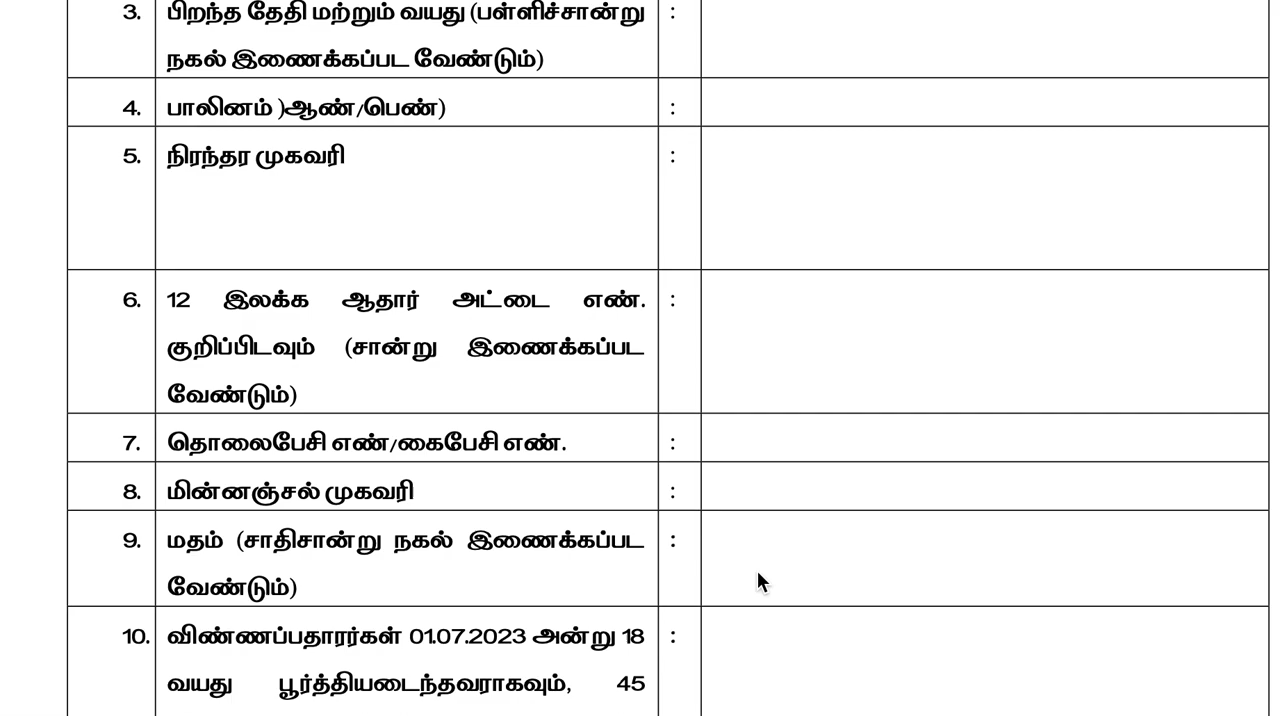 3. பிறந்த தேதி மற்றும் வயது (பள்ளிச்சான்று :
நகல் இணைக்கப்பட வேண்டும்)
4. பாலினம் )ஆண்/பெண்) :
5. நிரந்தர முகவரி :
6. 12 இலக்க ஆதார் அட்டை எண். :
குறிப்பிடவும் (சான்று இணைக்கப்பட
வேண்டும்)
7. தொலைபேசி எண்/கைபேசி எண். :
8. மின்னஞ்சல் முகவரி :
9. மதம் (சாதிசான்று நகல் இணைக்கப்பட :
வேண்டும்)
10. விண்ணப்பதாரர்கள் 01.07.2023 அன்று 18 :
வயது பூர்த்தியடைந்தவராகவும், 45